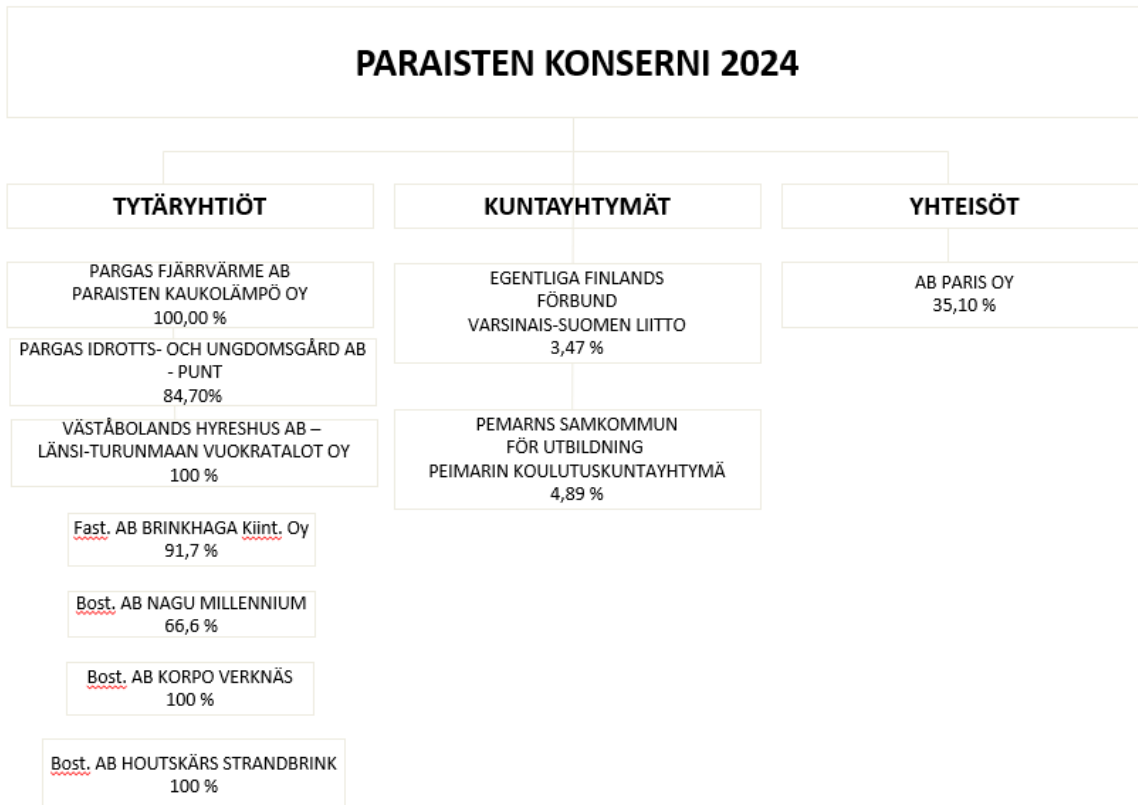 PARAISTEN KONSERNI 2024
TYTÄRYHTIÖT
PARGAS FJÄRRVÄRME AB
PARAISTEN KAUKOLÄMPÖ OY
100,00 %
PARGAS IDROTTS- OCH UNGDOMSGÅRD AB
- PUNT
84,70%
VÄSTÅBOLANDS HYRESHUS AB –
LÄNSI-TURUNMAAN VUOKRATALOT OY
100 %
Fast. AB BRINKHAGA Kiint. Oy
91,7 %
Bost. AB NAGU MILLENNIUM
66,6 %
Bost. AB KORPO VERKNÄS
100 %
Bost. AB HOUTSKÄRS STRANDBRINK
100 %
KUNTAYHTYMÄT
EGENTLIGA FINLANDS
FÖRBUND
VARSINAIS-SUOMEN LIITTO
3,47 %
PEMARNS SAMKOMMUN
FÖR UTBILDNING
PEIMARIN KOULUTUSKUNTAYHTYMÄ
4,89 %
YHTEISÖT
AB PARIS OY
35,10 %